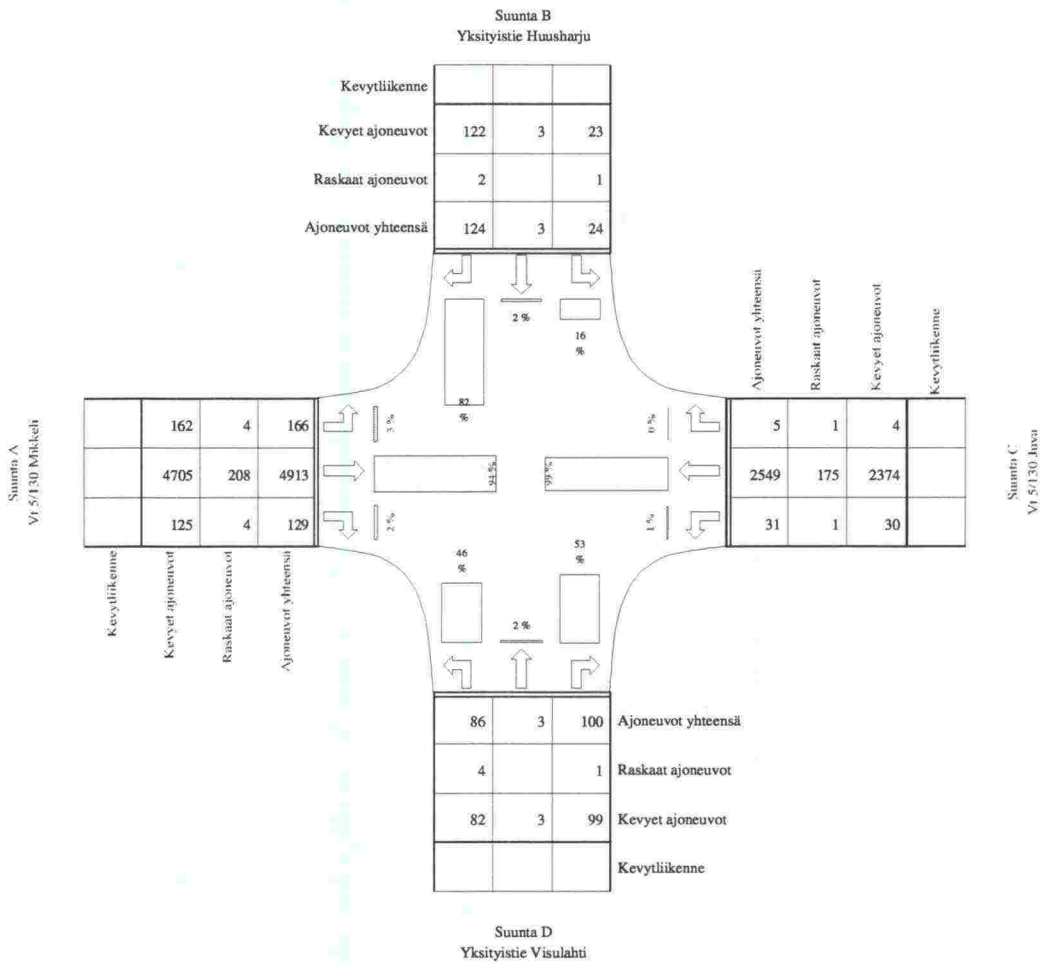 Suunta B
Yksityistie Huusharju
Kevytliikenne
Kevyet ajoneuvot 122 3 23
Raskaat ajoneuvot 2 1
Ajoneuvot yhteensä 124 3 24
2 %
16
%
82
%
Suunta A
Vt 5/130 Mikkeli
162 4 166
4705 208 4913
125 4 129
Kevytliikenne
Kevyet ajoneuvot
Raskaat ajoneuvot
Ajoneuvot yhteensä
3 %
94 %
2 %
0 %
99 %
1 %
Ajoneuvot yhteensä
Raskaat ajoneuvot
Kevyet ajoneuvot
Kevytliikenne
5 1 4
2549 175 2374
31 1 30
Suunta C
Vt 5/130 Juva
46
%
53
%
2 %
86 3 100 Ajoneuvot yhteensä
4 1 Raskaat ajoneuvot
82 3 99 Kevyet ajoneuvot
Kevytliikenne
Suunta D
Yksityistie Visulahti